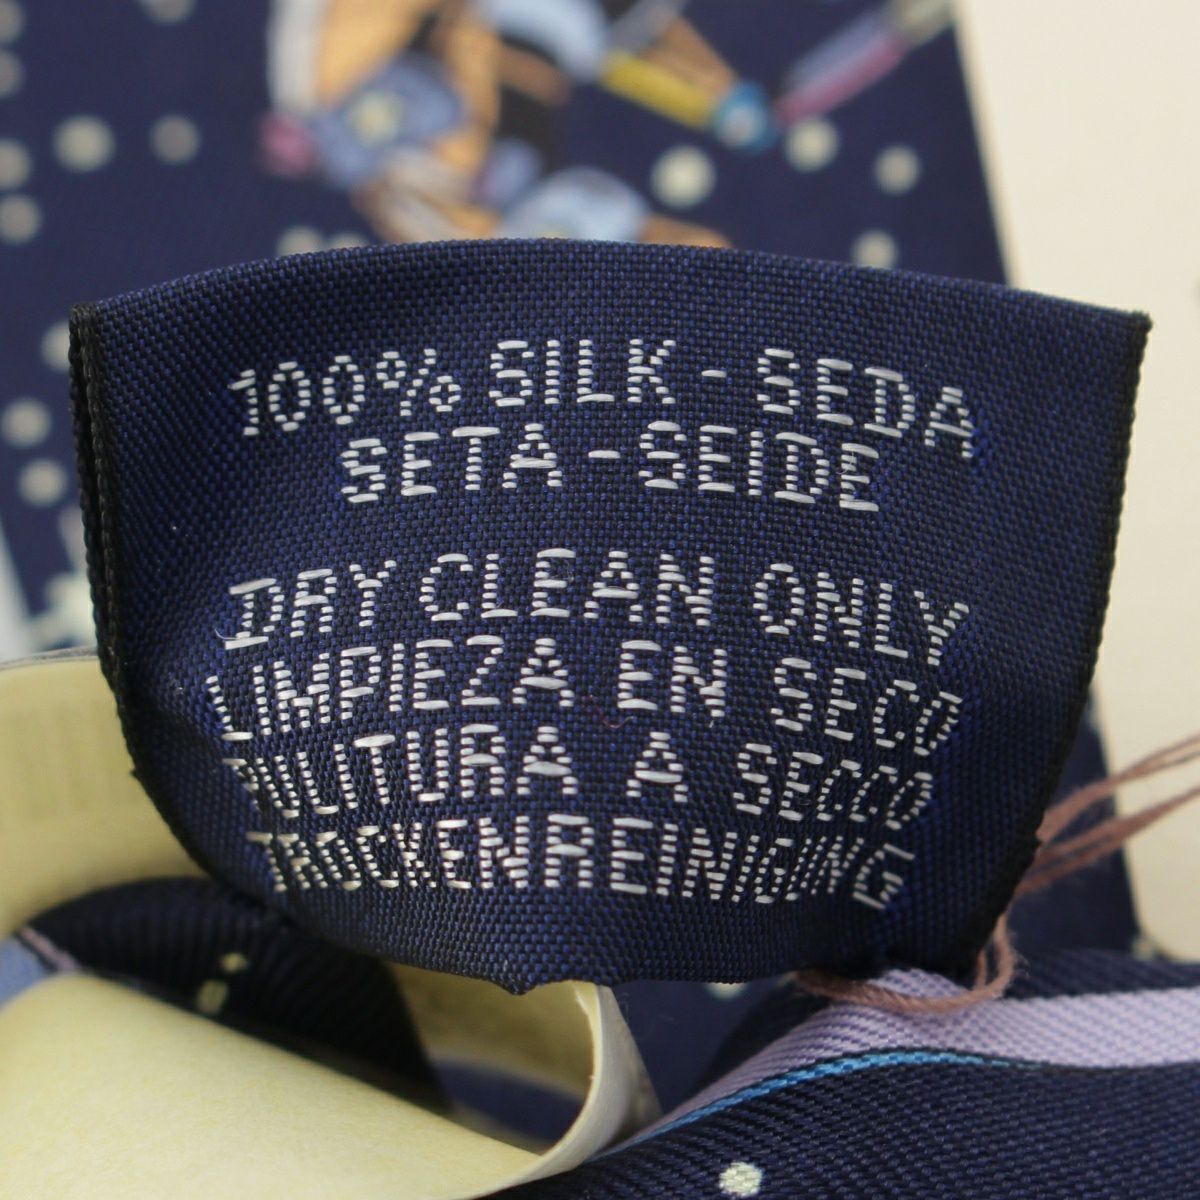 100% SILK - SEDA
SETA - SEIDE
DRY CLEAN ONLY
LIMPIEZA EN SECO
PULITURA A SECCO
TROCKENREINIGUNG